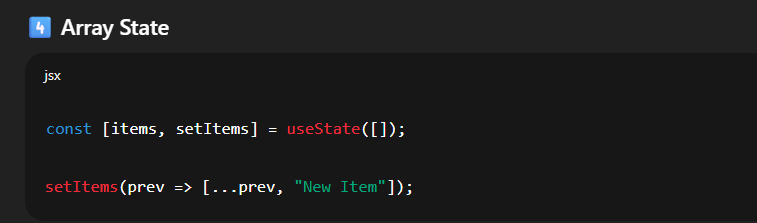 4 Array State
jsx
const [items, setItems] = useState([]);
setItems(prev => [...prev, "New Item"]);